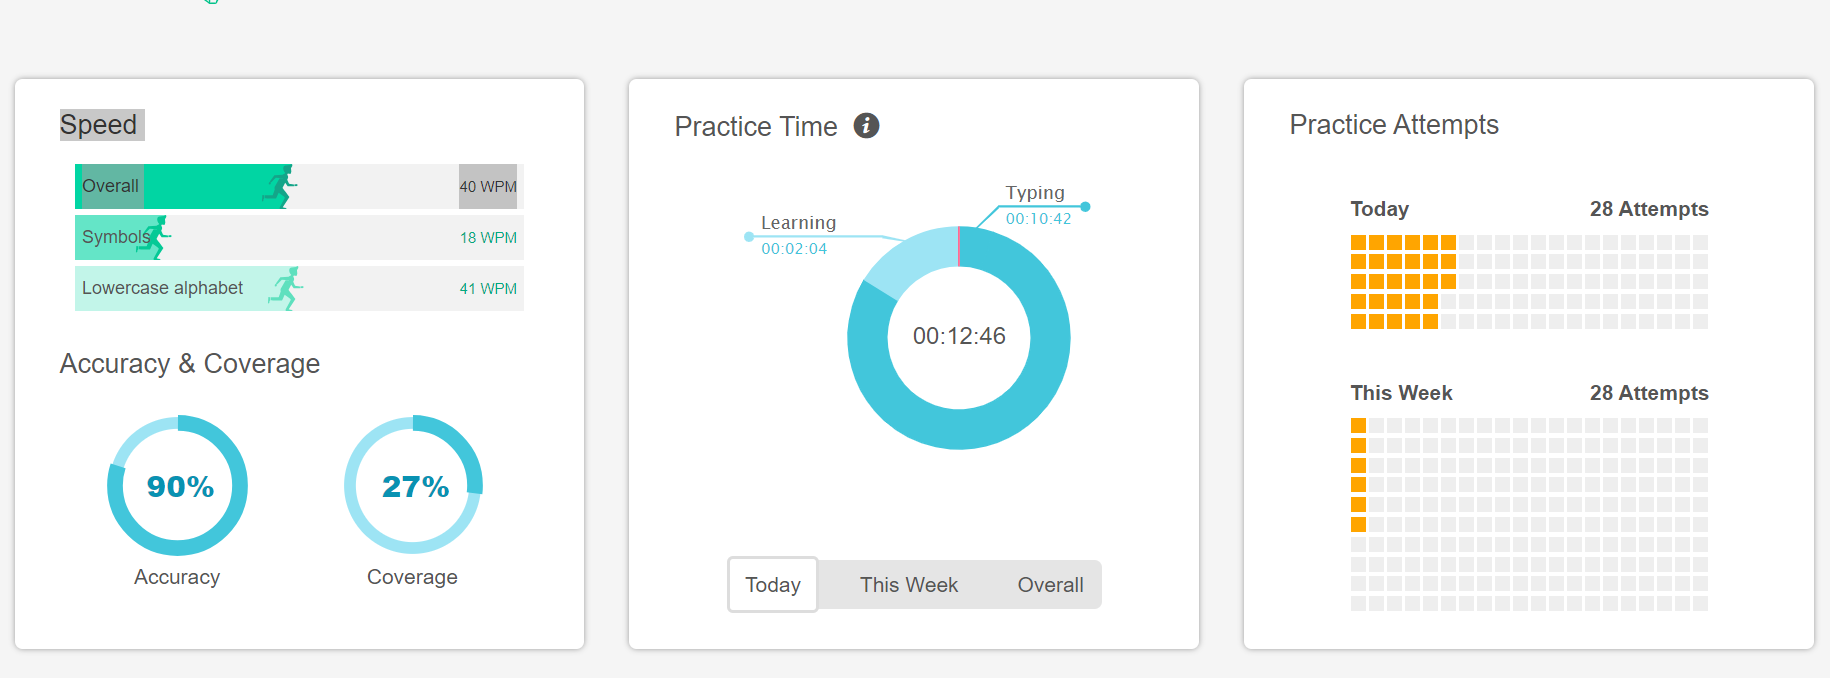 Speed
Overall
40 WPM
Symbols
18 WPM
Lowercase alphabet
41 WPM
Accuracy & Coverage
90%
27%
Accuracy
Coverage
Practice Time
Typing
00:10:42
Learning
00:02:04
00:12:46
Today
This Week
Overall
Practice Attempts
Today
28 Attempts
This Week
28 Attempts